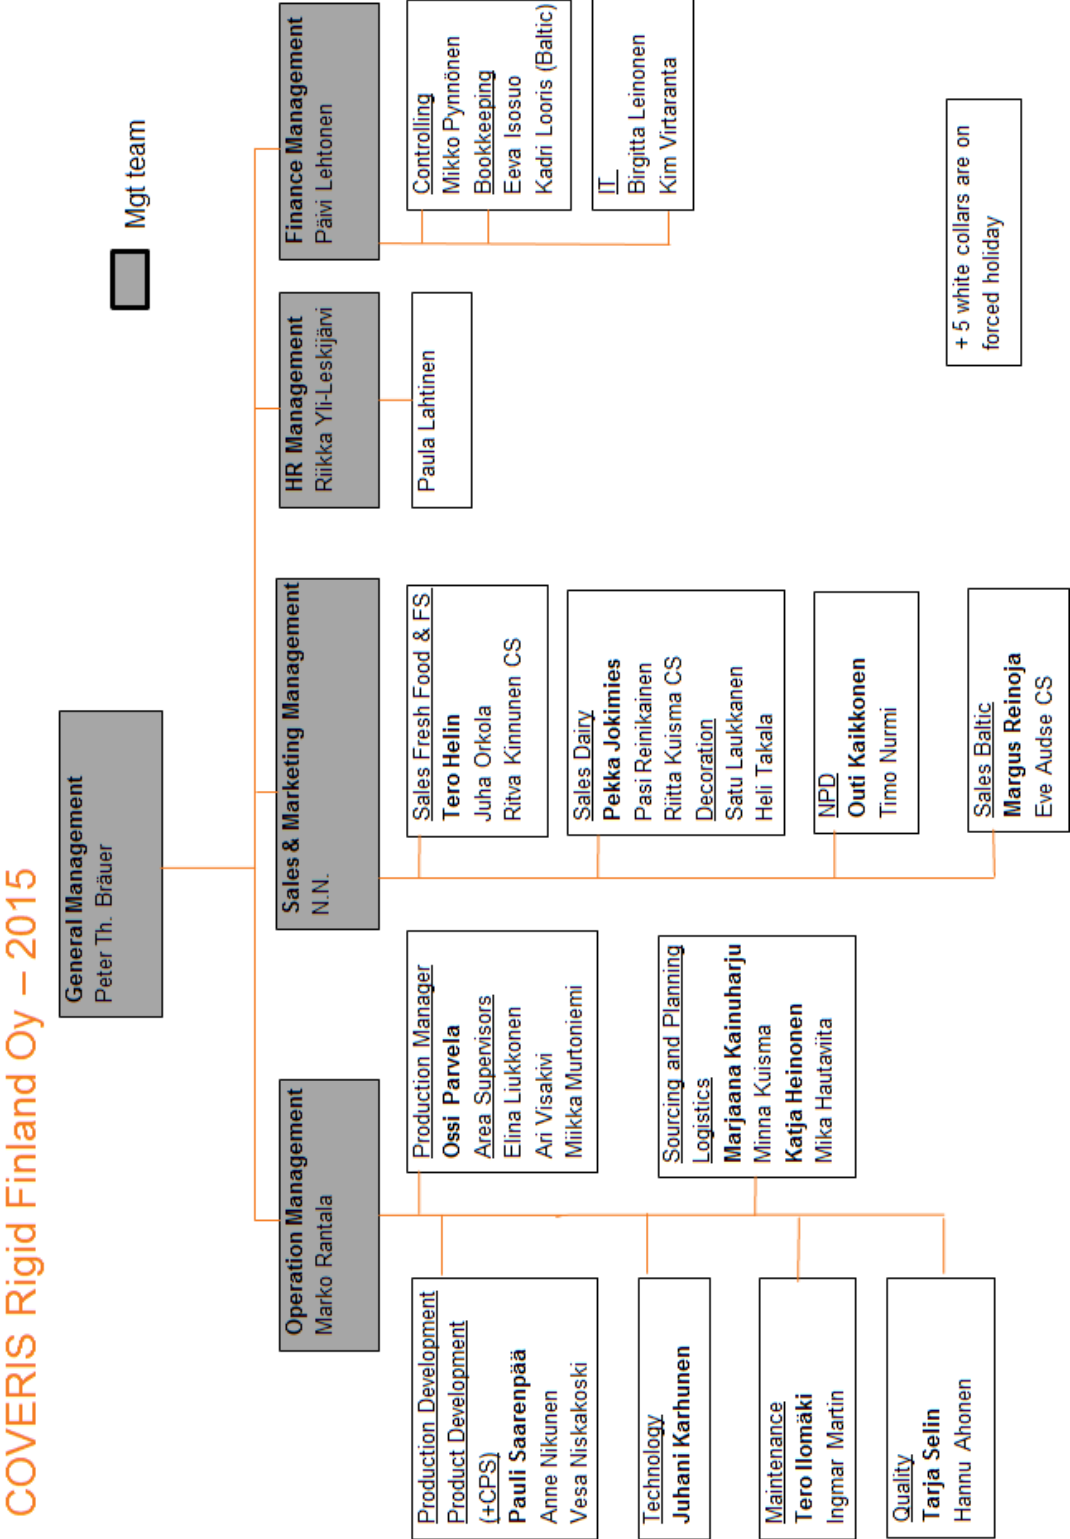 COVERIS Rigid Finland Oy – 2015
Mgt team
General Management
Peter Th. Bräuer
Operation Management
Marko Rantala
Sales & Marketing Management
N.N.
HR Management
Riikka Yli-Leskijärvi
Finance Management
Päivi Lehtonen
Production Development
Product Development
(+CPS)
Pauli Saarenpää
Anne Nikunen
Vesa Niskakoski
Technology
Juhani Karhunen
Maintenance
Tero Ilomäki
Ingmar Martin
Quality
Tarja Selin
Hannu Ahonen
Production Manager
Ossi Parvela
Area Supervisors
Elina Liukkonen
Ari Visakivi
Miikka Murtoniemi
Sourcing and Planning
Logistics
Marjaana Kainuharju
Minna Kuisma
Katja Heinonen
Mika Hautaviita
Sales Fresh Food & FS
Tero Helin
Juha Orkola
Ritva Kinnunen CS
Sales Dairy
Pekka Jokimies
Pasi Reinikainen
Riitta Kuisma CS
Decoration
Satu Laukkanen
Heli Takala
NPD
Outi Kaikkonen
Timo Nurmi
Sales Baltic
Margus Reinoja
Eve Audse CS
Paula Lahtinen
Controlling
Mikko Pynnönen
Bookkeeping
Eeva Isosuo
Kadri Looris (Baltic)
IT
Birgitta Leinonen
Kim Virtaranta
+ 5 white collars are on
forced holiday